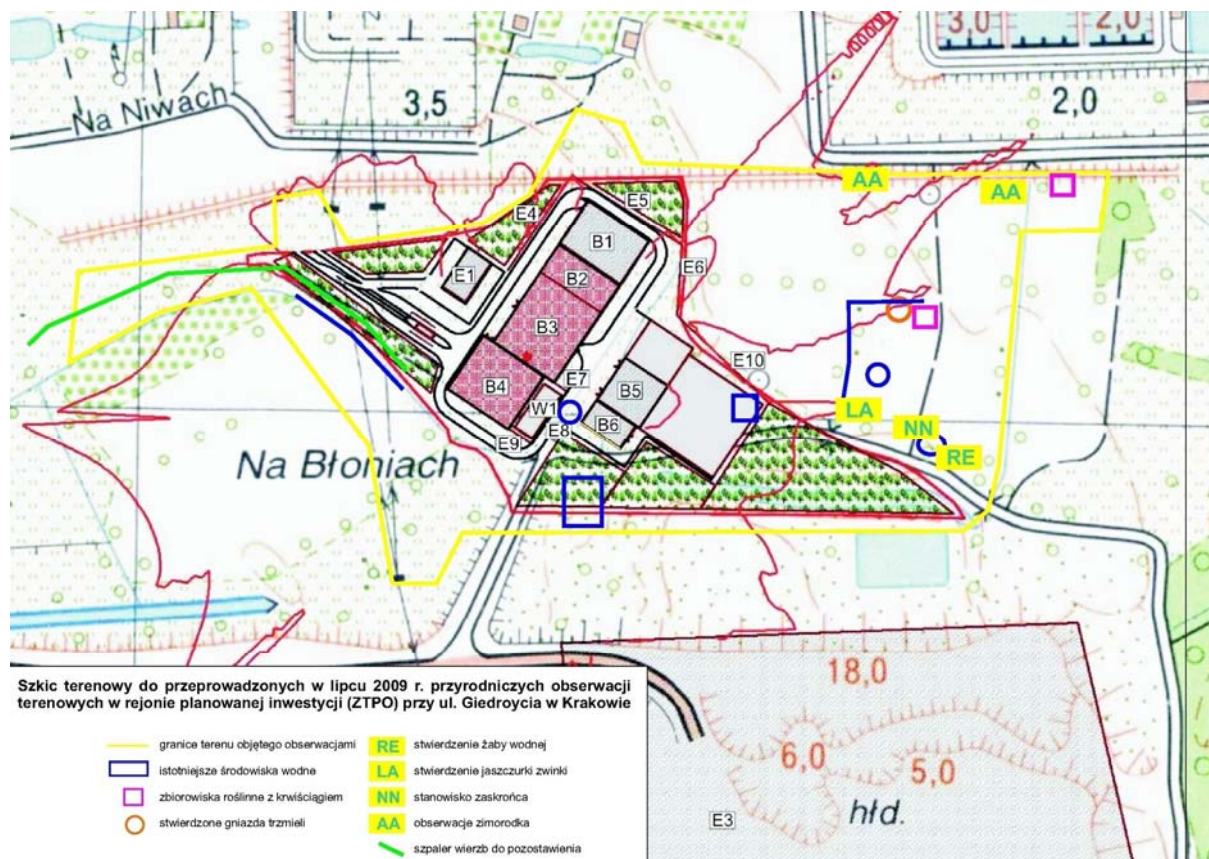 3,0
2,0
3,5
2,0
Na Niwach
AA
AA
E5
E4
B1
E1
B2
E6
B3
E10
B4
E7
B5
W1
LA
NN
B6
E9
E8
RE
Na Błoniach
18,0
6,0
5,0
hłd.
E3
Szkic terenowy do przeprowadzonych w lipcu 2009 r. przyrodniczych obserwacji
terenowych w rejonie planowanej inwestycji (ZTPO) przy ul. Giedroycia w Krakowie
granice terenu objętego obserwacjami
istotniejsze środowiska wodne
zbiorowiska roślinne z krwiściągiem
stwierdzone gniazda trzmieli
RE stwierdzenie żaby wodnej
LA stwierdzenie jaszczurki zwinki
NN stanowisko zaskrońca
AA obserwacje zimorodka
szpaler wierzb do pozostawienia